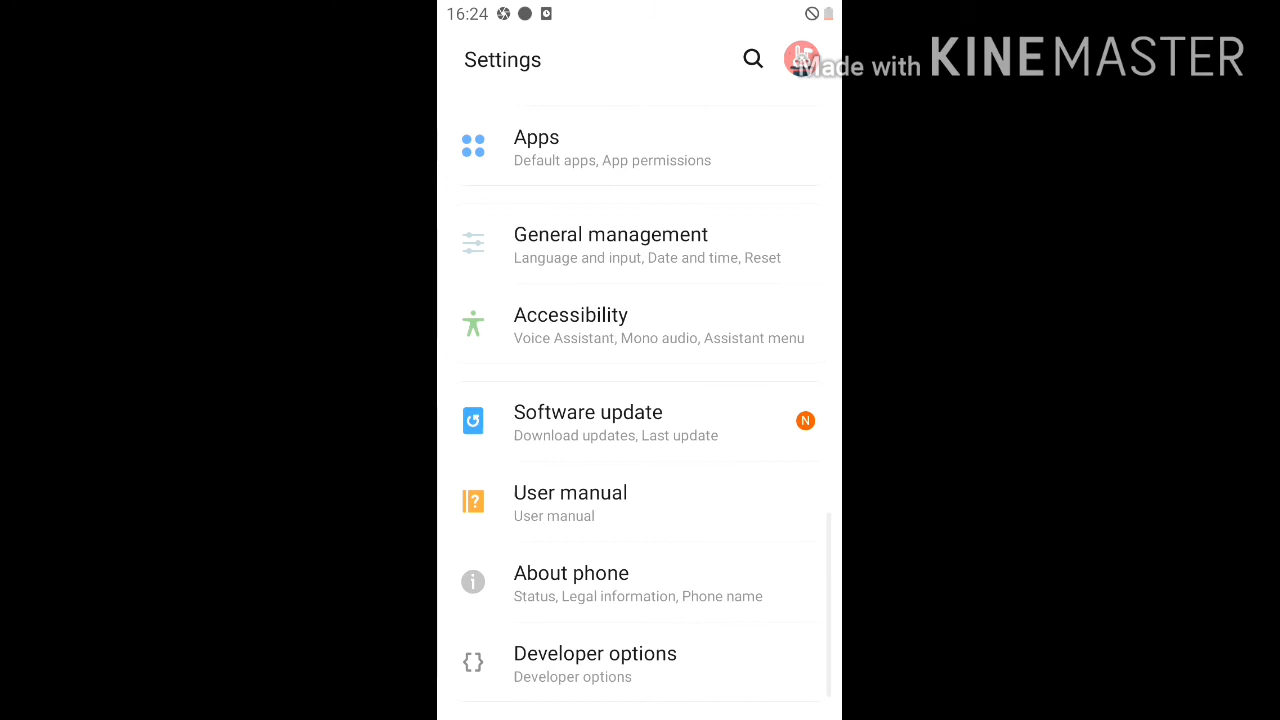 16:24
Settings
Made with KINEMASTER
Apps
Default apps, App permissions
General management
Language and input, Date and time, Reset
Accessibility
Voice Assistant, Mono audio, Assistant menu
Software update
N
Download updates, Last update
User manual
User manual
About phone
Status, Legal information, Phone name
Developer options
Developer options